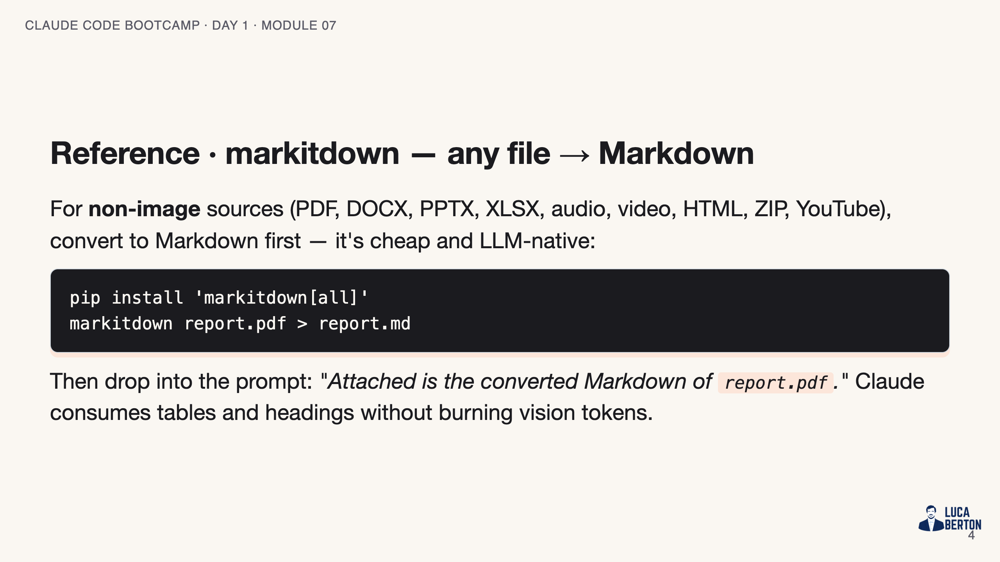 CLAUDE CODE BOOTCAMP · DAY 1 · MODULE 07
Reference · markitdown — any file → Markdown
For non-image sources (PDF, DOCX, PPTX, XLSX, audio, video, HTML, ZIP, YouTube),
convert to Markdown first — it's cheap and LLM-native:
pip install 'markitdown[all]'
markitdown report.pdf > report.md
Then drop into the prompt: "Attached is the converted Markdown of report.pdf." Claude
consumes tables and headings without burning vision tokens.
LUCA
BERTON
4